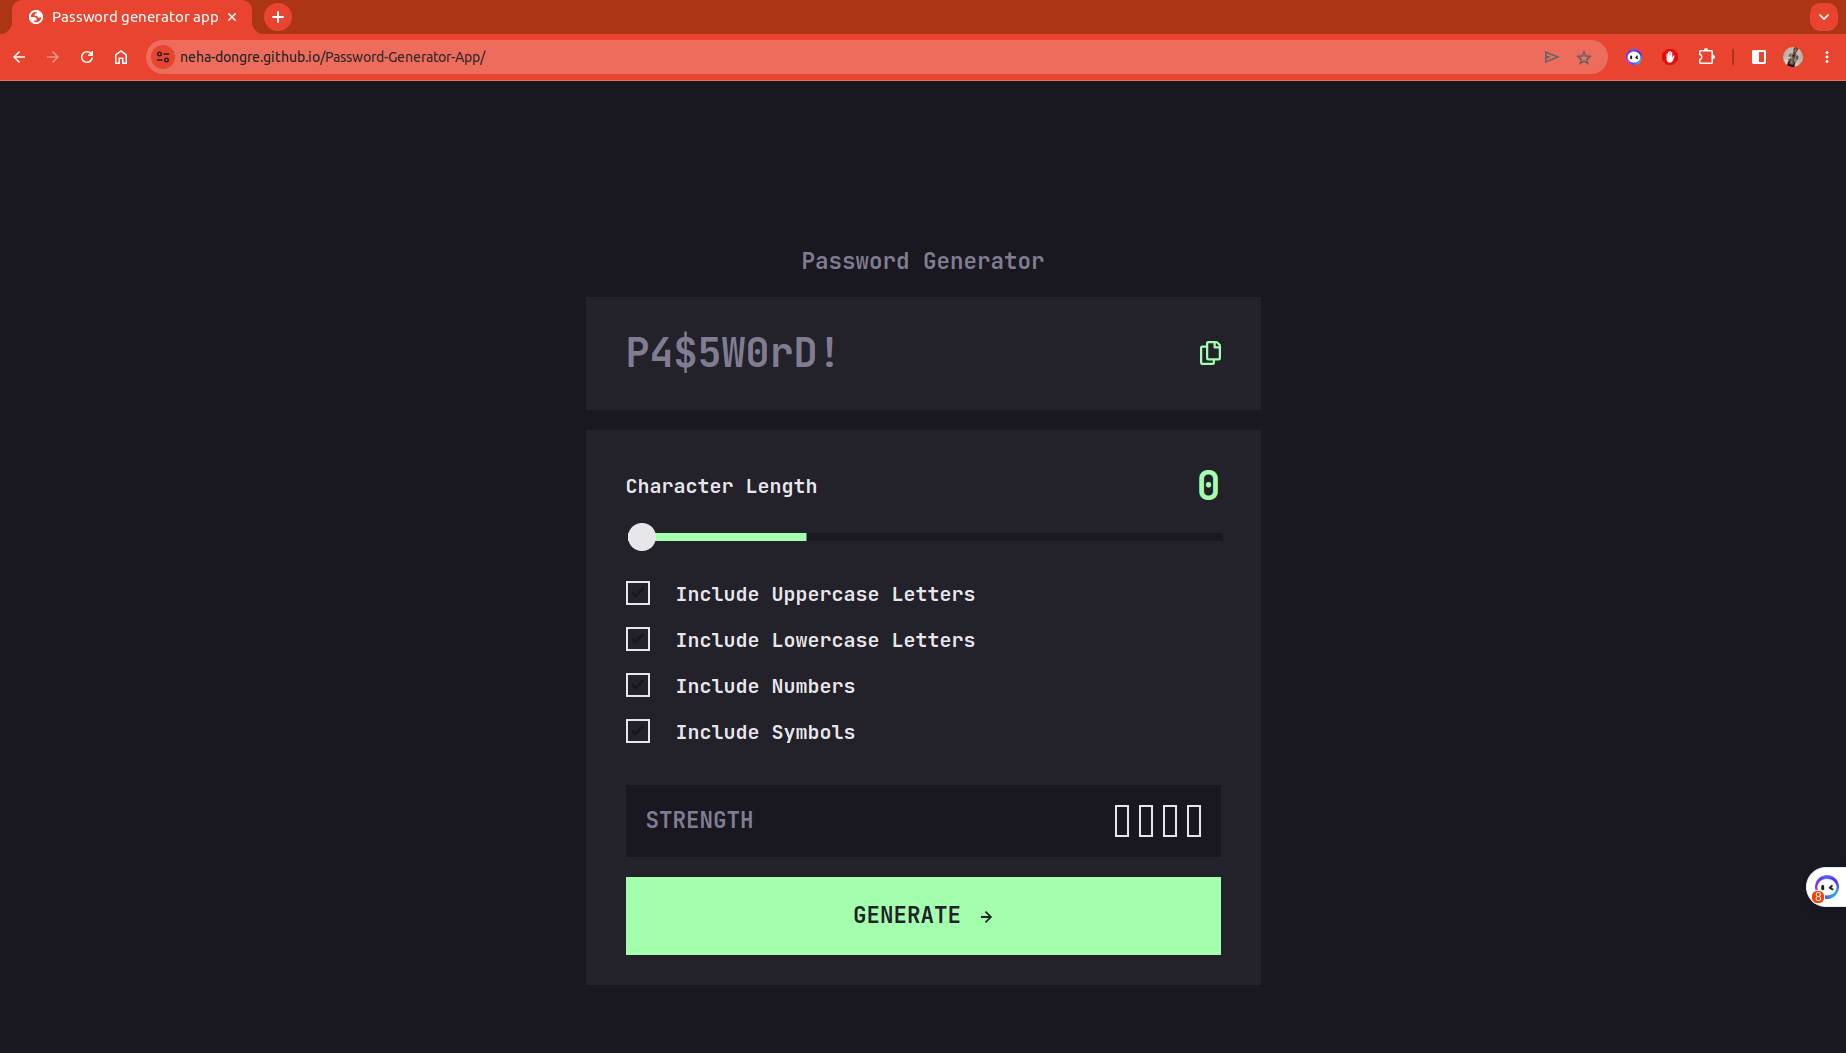 Password generator app
neha-dongre.github.io/Password-Generator-App/
Password Generator
P4$5W0rD!
Character Length
0
Include Uppercase Letters
Include Lowercase Letters
Include Numbers
Include Symbols
STRENGTH
8
GENERATE →